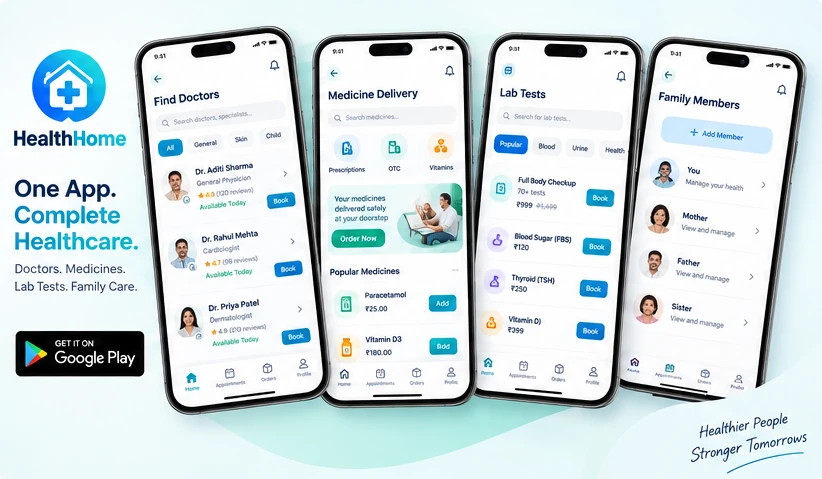 HealthHome
One App.
Complete
Healthcare.
Doctors. Medicines.
Lab Tests. Family Care.
GET IT ON
Google Play
9:41
Find Doctors
Search doctors, specialists...
All
General
Skin
Child
Dr. Aditi Sharma
General Physician
4.9 (120 reviews)
Available Today
Book
Dr. Rahul Mehta
Cardiologist
4.7 (98 reviews)
Available Today
Book
Dr. Priya Patel
Dermatologist
4.9 (210 reviews)
Available Today
Book
Home
Appointments
Orders
Profile
9:41
Medicine Delivery
Search medicines...
Prescriptions
OTC
Vitamins
Your medicines
delivered safely
at your doorstep
Order Now
Popular Medicines
Paracetamol
₹25.00
Add
Vitamin D3
₹180.00
Home
Appointments
Orders
Profile
9:41
Lab Tests
Search for lab tests...
Popular
Blood
Urine
Health
Full Body Checkup
70+ tests
₹999
Book
Blood Sugar (FBS)
₹120
Book
Thyroid (TSH)
₹250
Book
Vitamin D)
₹399
Book
Home
Appointments
Orders
Profile
9:41
Family Members
+ Add Member
You
Manage your health
Mother
View and manage
Father
View and manage
Sister
View and manage
Home
Appointments
Orders
Profile
Healthier People
Stronger Tomorrows